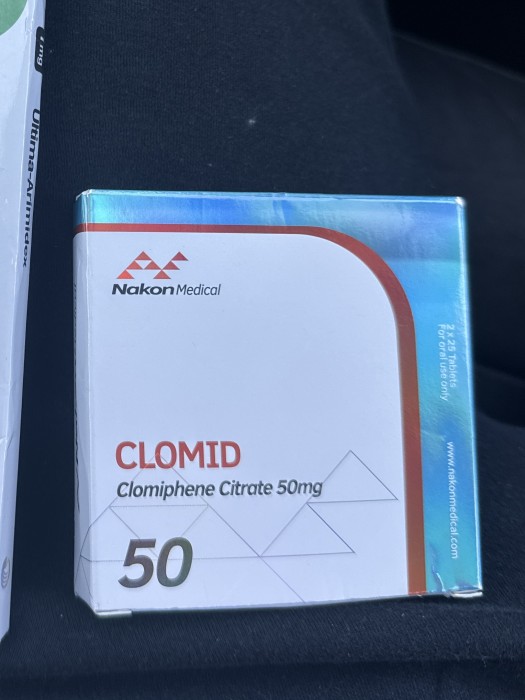 1mg
Ultima-Arimidex
Nakon Medical
CLOMID
Clomiphene Citrate 50mg
50
2 x 25 Tablets
For oral use only
www.nakonmedical.com